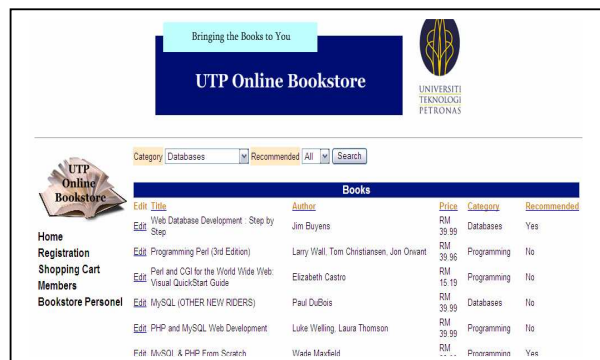 Bringing the Books to You
UTP Online Bookstore
UNIVERSITI
TEKNOLOGI
PETRONAS
UTP
Online
Bookstore
Home
Registration
Shopping Cart
Members
Bookstore Personel
Category Databases Recommended All Search
Books
Edit Title Author Price Category Recommended
Edit Web Database Development : Step by Step Jim Buyens RM 39.99 Databases Yes
Edit Programming Perl (3rd Edition) Larry Wall, Tom Christiansen, Jon Orwant RM 39.96 Programming No
Edit Perl and CGI for the World Wide Web: Visual QuickStart Guide Elizabeth Castro RM 15.19 Programming No
Edit MySQL (OTHER NEW RIDERS) Paul DuBois RM 39.99 Databases No
Edit PHP and MySQL Web Development Luke Welling, Laura Thomson RM 39.99 Programming No
Edit MySQL & PHP From Scratch Wade Maxfield RM Programming Yes